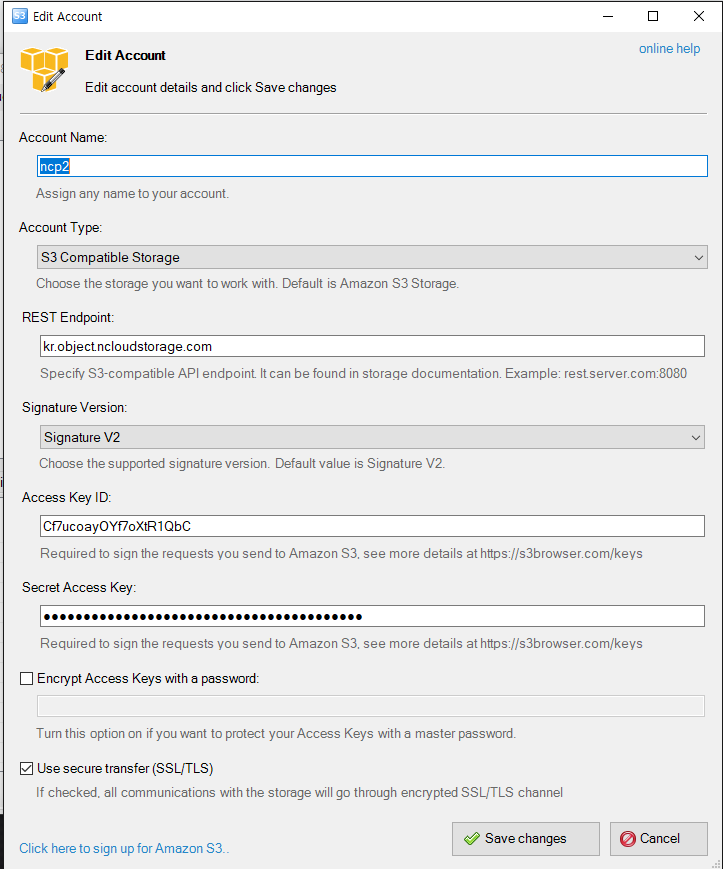 S3 Edit Account
Edit Account
online help
Edit account details and click Save changes
Account Name:
ncp2
Assign any name to your account.
Account Type:
S3 Compatible Storage
Choose the storage you want to work with. Default is Amazon S3 Storage.
REST Endpoint:
kr.object.ncloudstorage.com
Specify S3-compatible API endpoint. It can be found in storage documentation. Example: rest.server.com:8080
Signature Version:
Signature V2
Choose the supported signature version. Default value is Signature V2.
Access Key ID:
Cf7ucoayOYf7oXtR1QbC
Required to sign the requests you send to Amazon S3, see more details at https://s3browser.com/keys
Secret Access Key:
●●●●●●●●●●●●●●●●●●●●●●●●●●●●●●●●●●●●●●●●
Required to sign the requests you send to Amazon S3, see more details at https://s3browser.com/keys
Encrypt Access Keys with a password:
Turn this option on if you want to protect your Access Keys with a master password.
Use secure transfer (SSL/TLS)
If checked, all communications with the storage will go through encrypted SSL/TLS channel
Click here to sign up for Amazon S3..
Save changes
Cancel